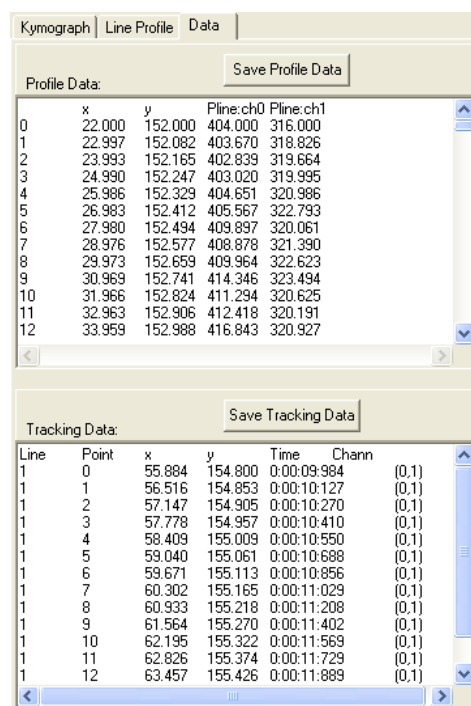 Kymograph Line Profile Data
Save Profile Data
Profile Data:
x y Pline:ch0 Pline:ch1
0 22.000 152.000 404.000 316.000
1 22.997 152.082 403.670 318.826
2 23.993 152.165 402.839 319.664
3 24.990 152.247 403.020 319.995
4 25.986 152.329 404.651 320.986
5 26.983 152.412 405.567 322.793
6 27.980 152.494 409.897 320.061
7 28.976 152.577 408.878 321.390
8 29.973 152.659 409.964 322.623
9 30.969 152.741 414.346 323.494
10 31.966 152.824 411.294 320.625
11 32.963 152.906 412.418 320.191
12 33.959 152.988 416.843 320.927
Save Tracking Data
Tracking Data:
Line Point x y Time Chann
1 0 55.884 154.800 0:00:09:984 (0,1)
1 1 56.516 154.853 0:00:10:127 (0,1)
1 2 57.147 154.905 0:00:10:270 (0,1)
1 3 57.778 154.957 0:00:10:410 (0,1)
1 4 58.409 155.009 0:00:10:550 (0,1)
1 5 59.040 155.061 0:00:10:688 (0,1)
1 6 59.671 155.113 0:00:10:856 (0,1)
1 7 60.302 155.165 0:00:11:029 (0,1)
1 8 60.933 155.218 0:00:11:208 (0,1)
1 9 61.564 155.270 0:00:11:402 (0,1)
1 10 62.195 155.322 0:00:11:569 (0,1)
1 11 62.826 155.374 0:00:11:729 (0,1)
1 12 63.457 155.426 0:00:11:889 (0,1)